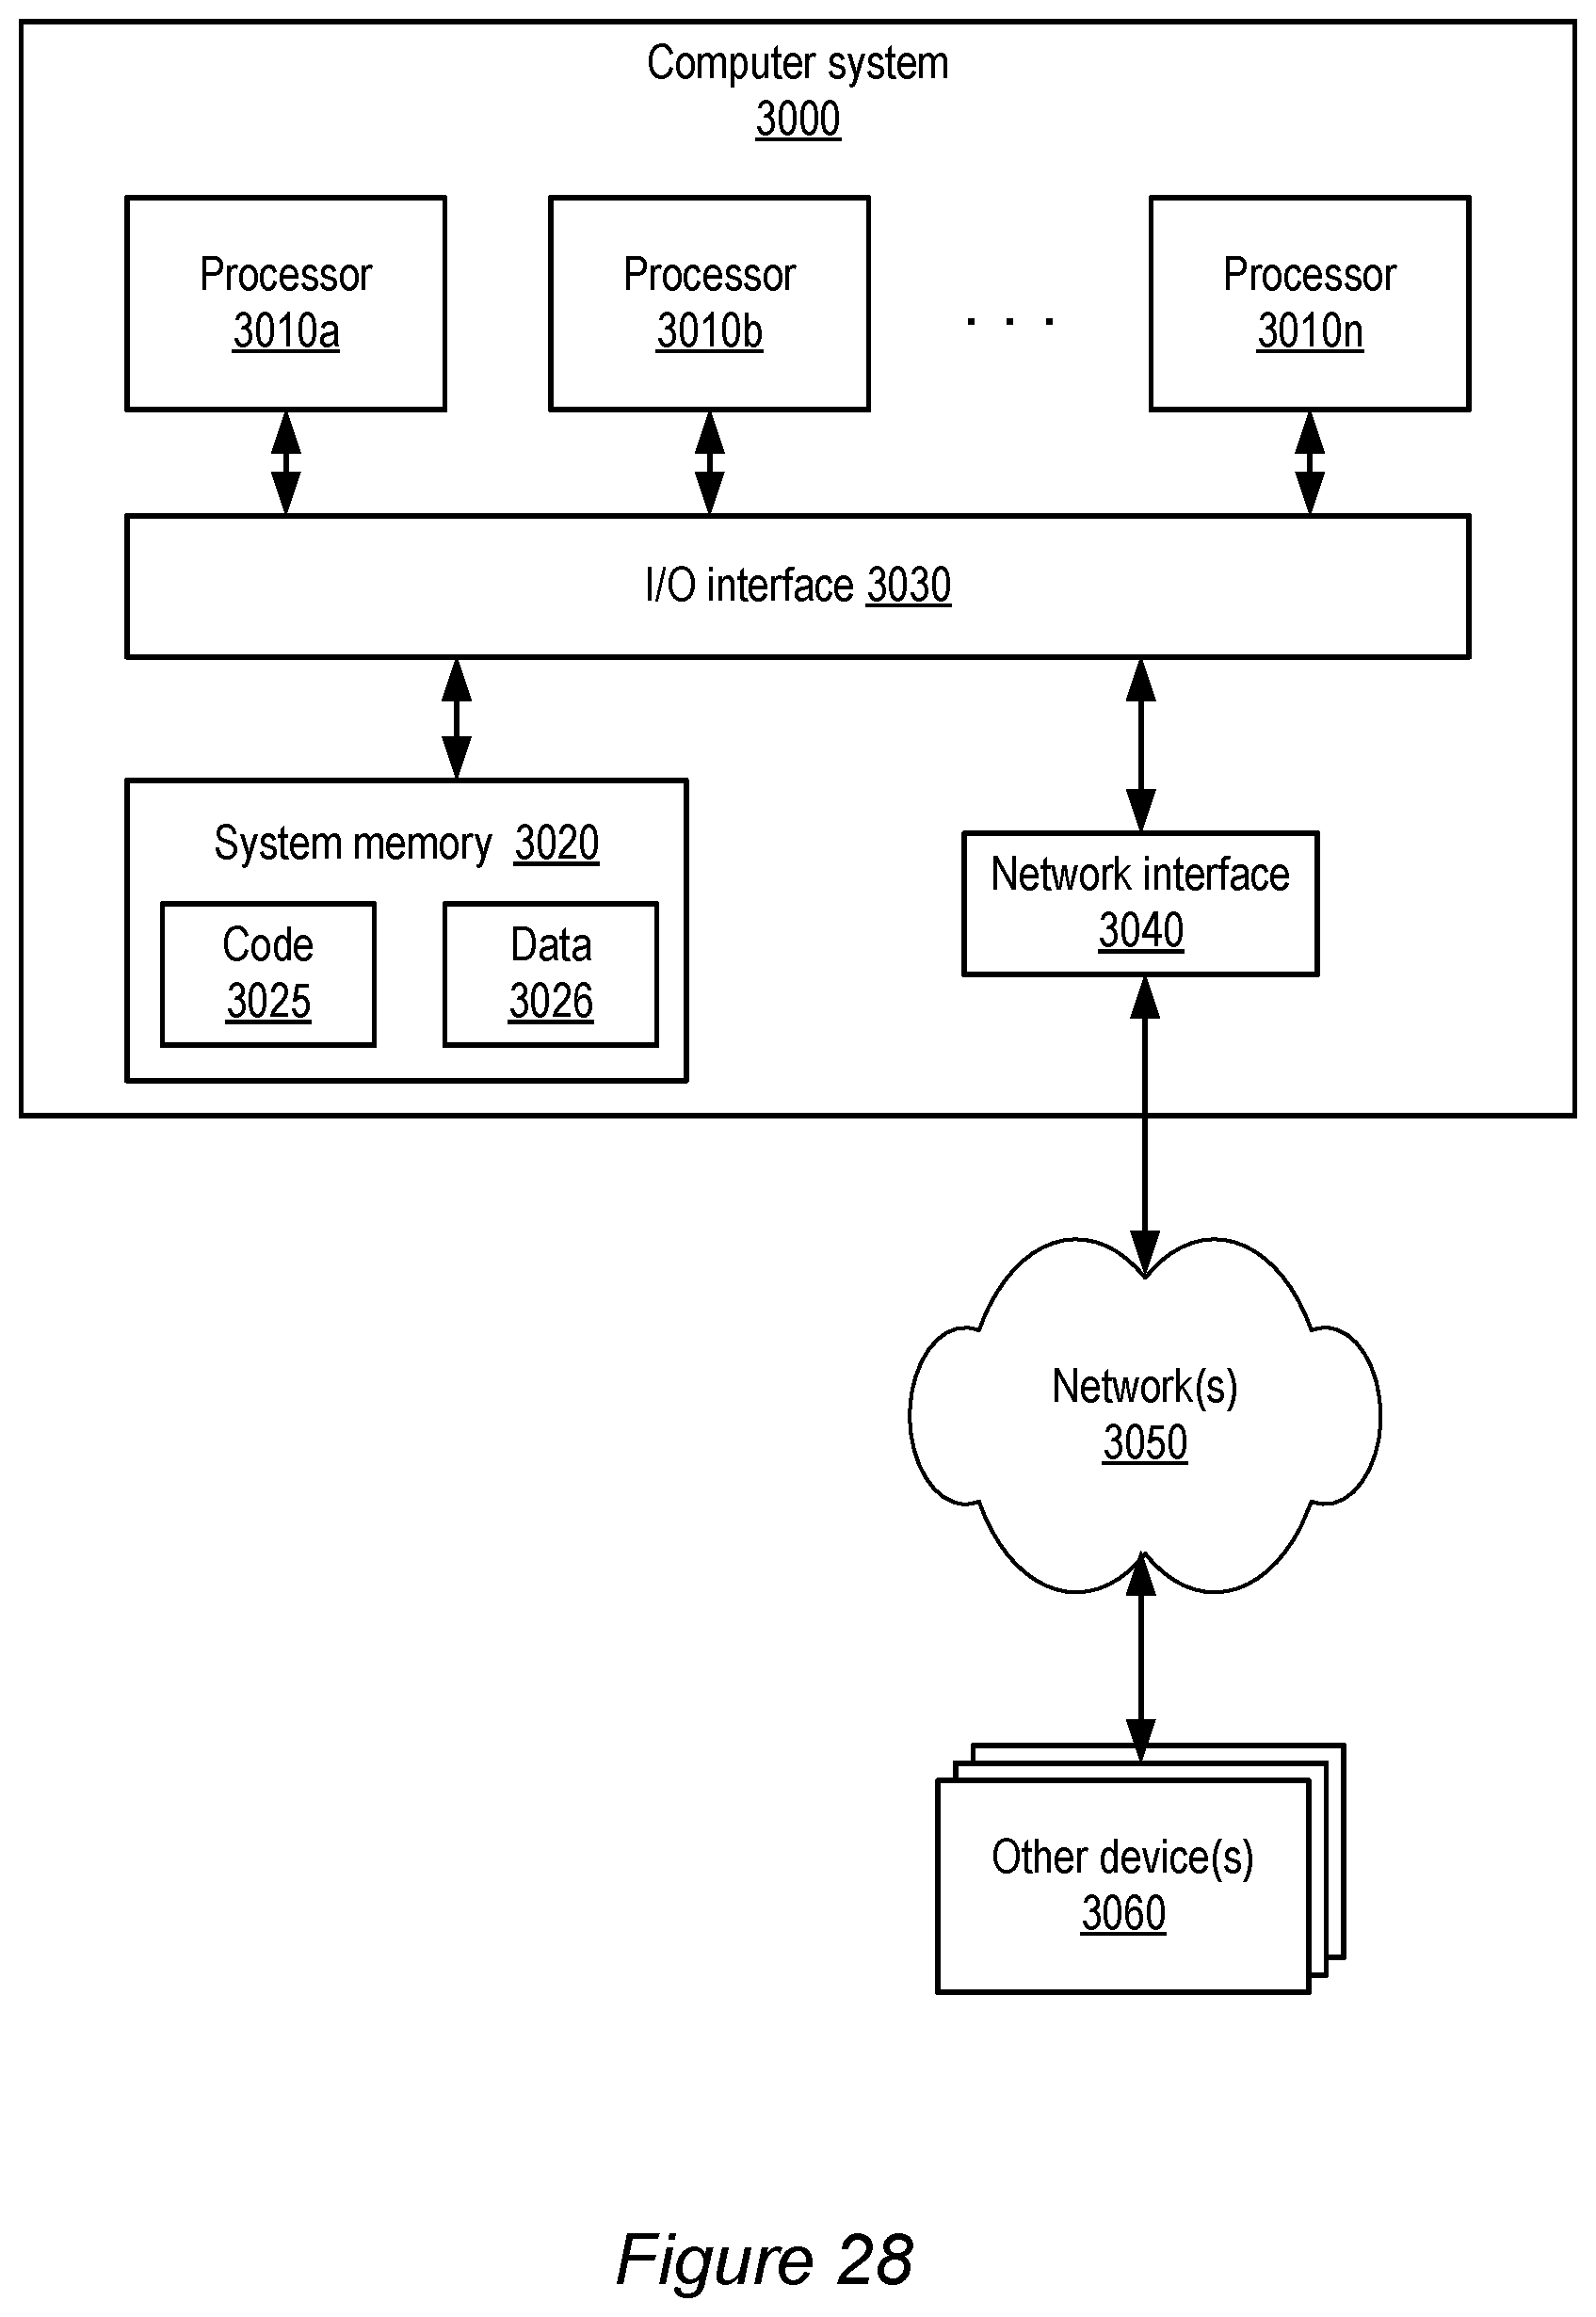 Computer system
3000
Processor
3010a
Processor
3010b
. . .
Processor
3010n
I/O interface 3030
System memory 3020
Code
3025
Data
3026
Network interface
3040
Network(s)
3050
Other device(s)
3060
Figure 28